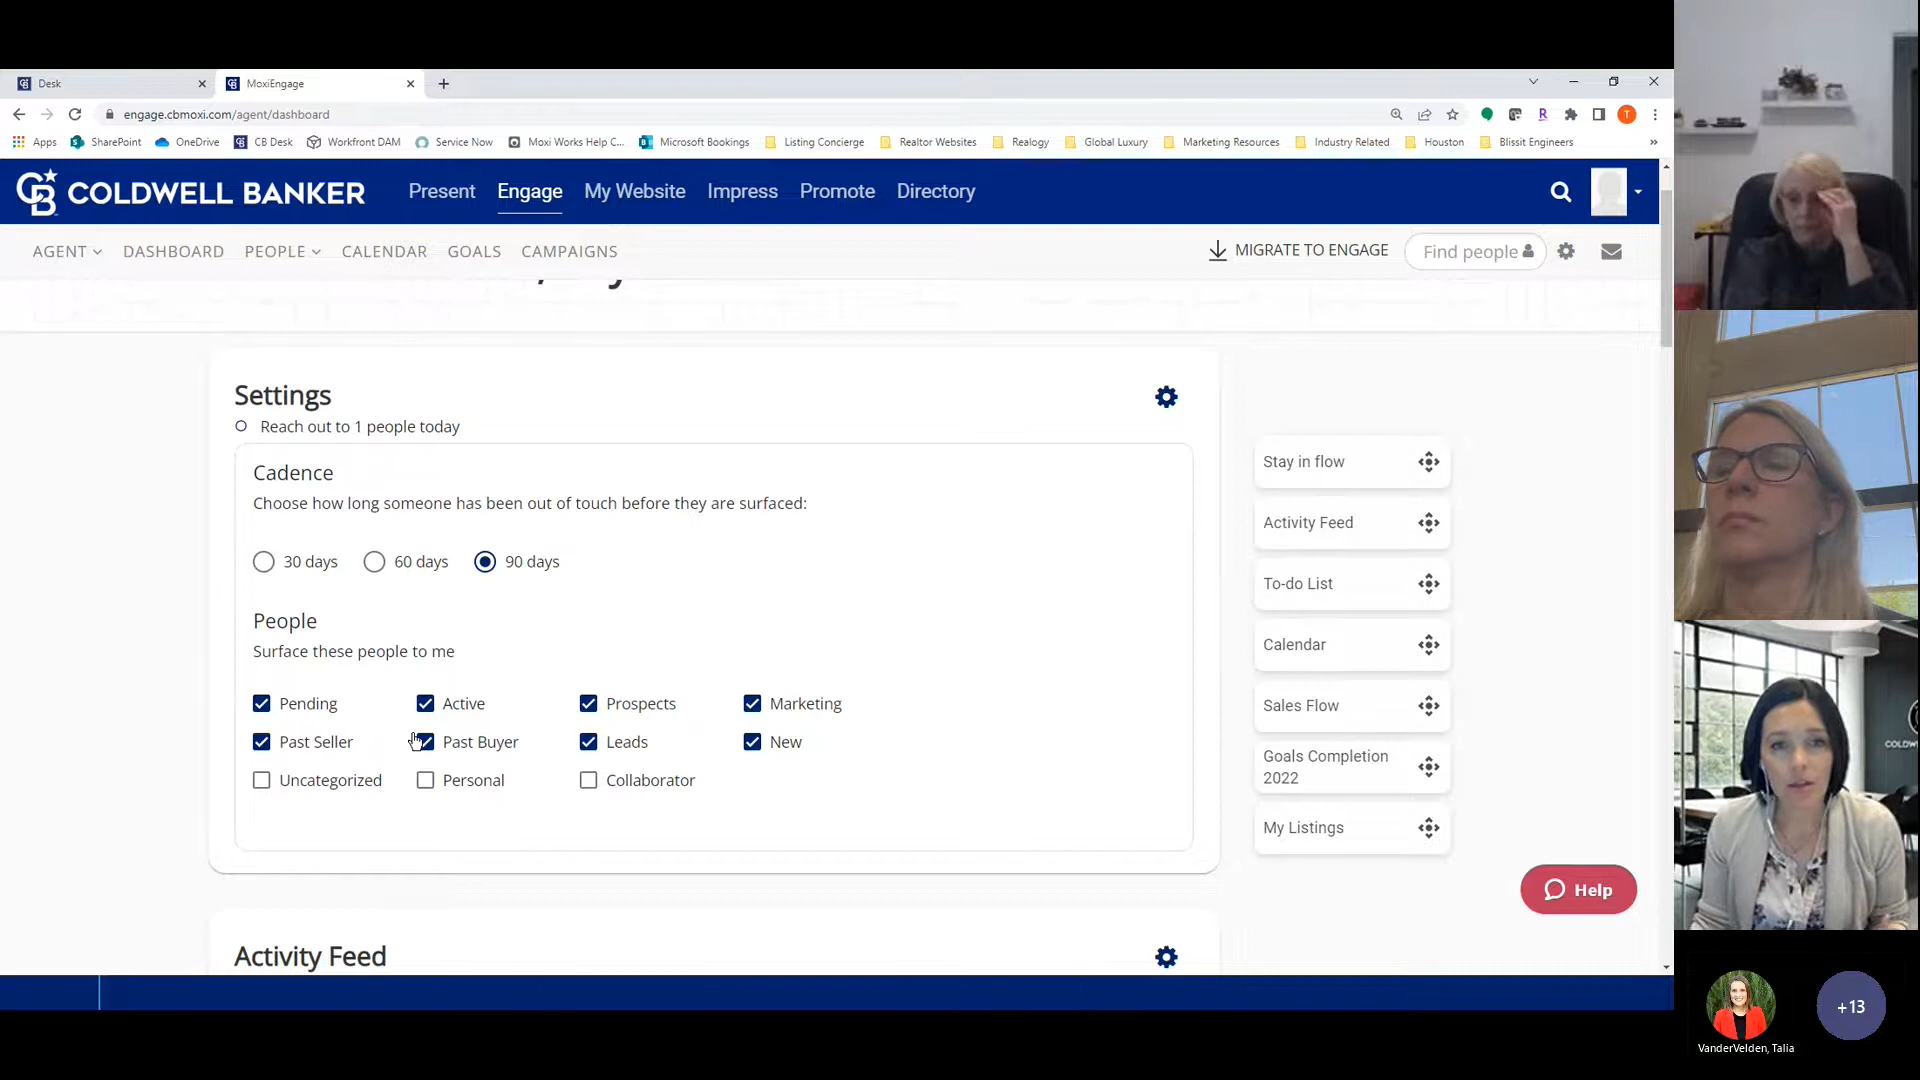 Desk
MoxiEngage
engage.cbmoxi.com/agent/dashboard
T
Apps SharePoint OneDrive CB Desk Workfront DAM Service Now Moxi Works Help C... Microsoft Bookings Listing Concierge Realtor Websites Realogy Global Luxury Marketing Resources Industry Related Houston Blissit Engineers »
CB COLDWELL BANKER Present Engage My Website Impress Promote Directory
AGENT DASHBOARD PEOPLE CALENDAR GOALS CAMPAIGNS MIGRATE TO ENGAGE Find people
Settings
Reach out to 1 people today
Cadence
Choose how long someone has been out of touch before they are surfaced:
30 days 60 days 90 days
People
Surface these people to me
Pending Active Prospects Marketing
Past Seller Past Buyer Leads New
Uncategorized Personal Collaborator
Stay in flow
Activity Feed
To-do List
Calendar
Sales Flow
Goals Completion
2022
My Listings
Help
Activity Feed
+13
VanderVelden, Talia